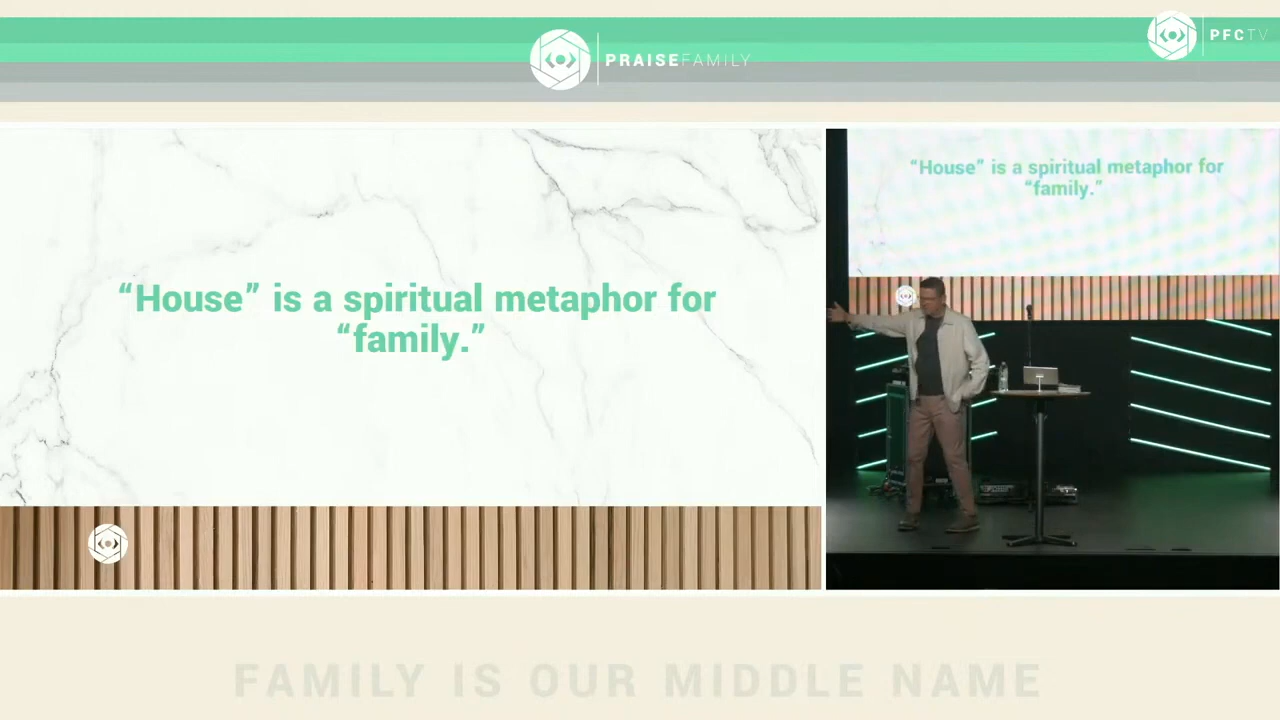 PRAISEFAMILY
PFCTV
“House” is a spiritual metaphor for
“family.”
“House” is a spiritual metaphor for
“family.”
FAMILY IS OUR MIDDLE NAME